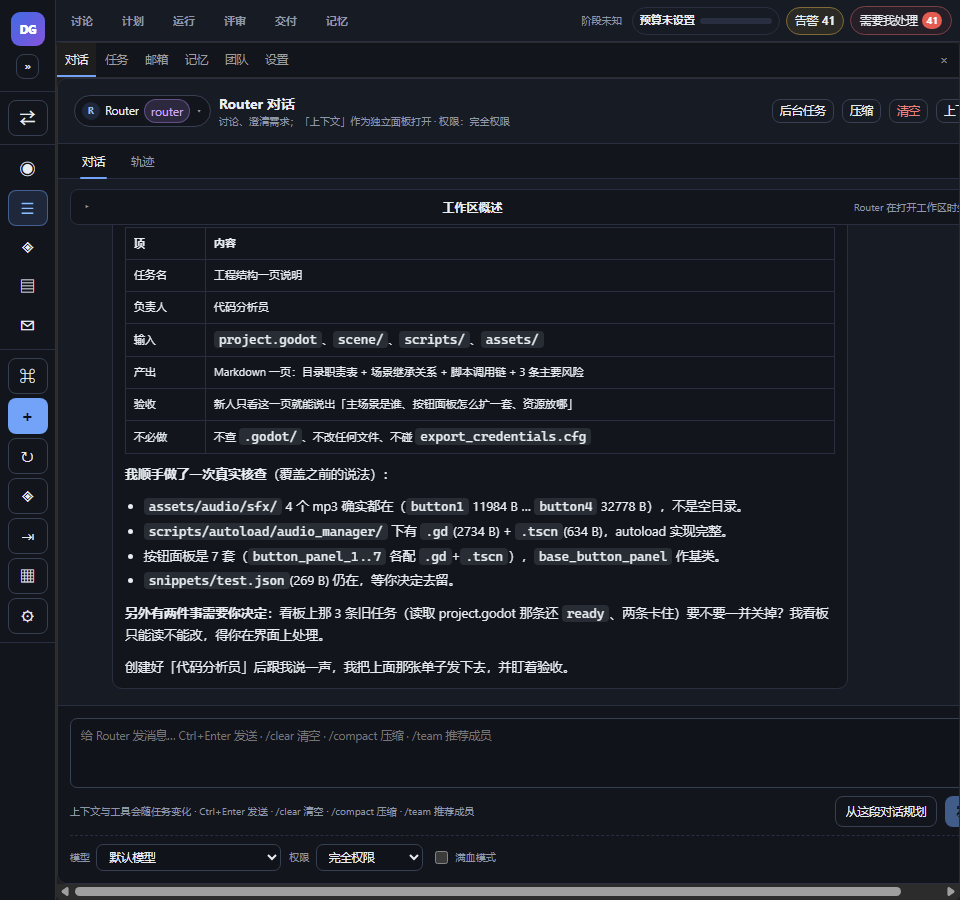 DG
讨论 计划 运行 评审 交付 记忆 阶段未知 预算未设置 告警 41 需要我处理 41
»
对话 任务 邮箱 记忆 团队 设置 ×
R Router router Router 对话
讨论、澄清需求；「上下文」作为独立面板打开 · 权限：完全权限
后台任务 压缩 清空 上下
对话 轨迹
工作区概述 Router 在打开工作区时
项 内容
任务名 工程结构一页说明
负责人 代码分析员
输入 project.godot、scene/、scripts/、assets/
产出 Markdown 一页：目录职责表 + 场景继承关系 + 脚本调用链 + 3 条主要风险
验收 新人只看这一页就能说出「主场景是谁、按钮面板怎么扩一套、资源放哪」
不必做 不查 .godot/、不改任何文件、不碰 export_credentials.cfg
我顺手做了一次真实核查（覆盖之前的说法）：
• assets/audio/sfx/ 4 个 mp3 确实都在（button1 11984 B … button4 32778 B），不是空目录。
• scripts/autoload/audio_manager/ 下有 .gd (2734 B) + .tscn (634 B)，autoload 实现完整。
• 按钮面板是 7 套（button_panel_1..7 各配 .gd + .tscn），base_button_panel 作基类。
• snippets/test.json (269 B) 仍在，等你决定去留。
另外有两件事需要你决定：看板上那 3 条旧任务（读取 project.godot 那条还 ready、两条卡住）要不要一并关掉？我看板
只能读不能改，得你在界面上处理。
创建好「代码分析员」后跟我说一声，我把上面那张单子发下去，并盯着验收。
给 Router 发消息... Ctrl+Enter 发送 · /clear 清空 · /compact 压缩 · /team 推荐成员
上下文与工具会随任务变化 · Ctrl+Enter 发送 · /clear 清空 · /compact 压缩 · /team 推荐成员
从这段对话规划
模型 默认模型 权限 完全权限 满血模式